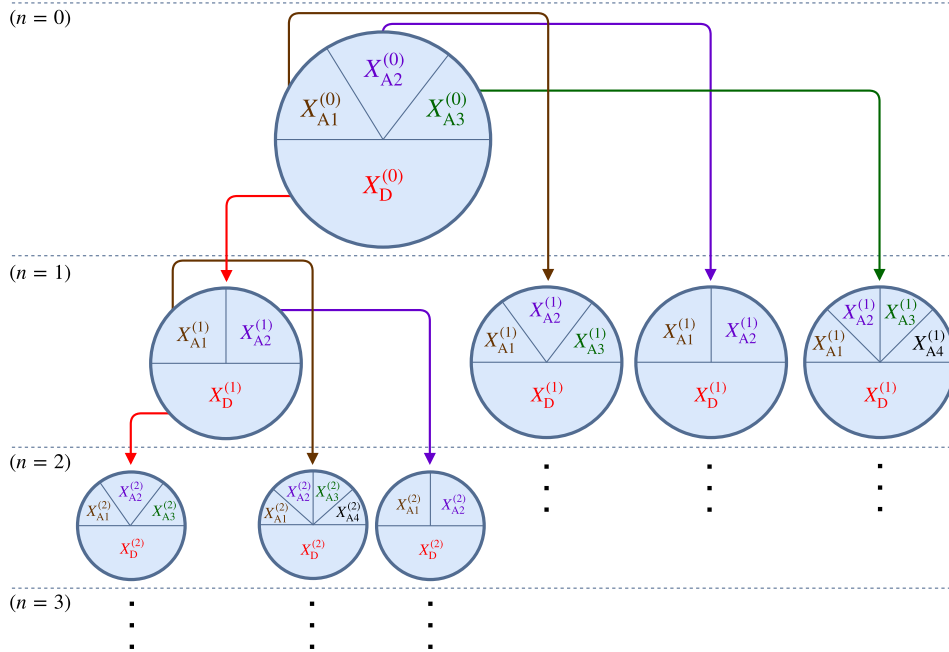 (n = 0)
X_A2^(0)
X_A1^(0) X_A3^(0)
X_D^(0)
(n = 1)
X_A1^(1) X_A2^(1)
X_D^(1)
X_A2^(1)
X_A1^(1) X_A3^(1)
X_D^(1)
X_A1^(1) X_A2^(1)
X_D^(1)
X_A2^(1) X_A3^(1)
X_A1^(1) X_A4^(1)
X_D^(1)
(n = 2)
X_A2^(2)
X_A1^(2) X_A3^(2)
X_D^(2)
X_A2^(2) X_A3^(2)
X_A1^(2) X_A4^(2)
X_D^(2)
X_A1^(2) X_A2^(2)
X_D^(2)
(n = 3)